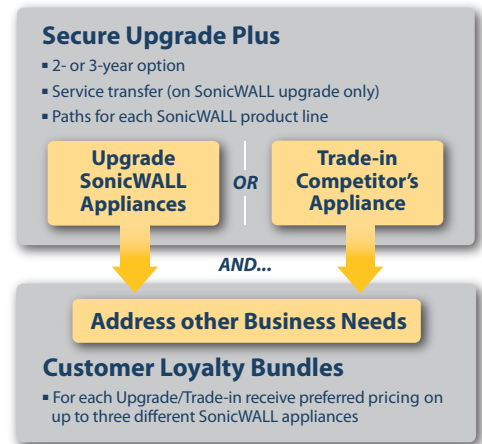 Secure Upgrade Plus
▪ 2- or 3-year option
▪ Service transfer (on SonicWALL upgrade only)
▪ Paths for each SonicWALL product line
Upgrade
SonicWALL
Appliances
OR
Trade-in
Competitor's
Appliance
AND...
Address other Business Needs
Customer Loyalty Bundles
▪ For each Upgrade/Trade-in receive preferred pricing on
up to three different SonicWALL appliances